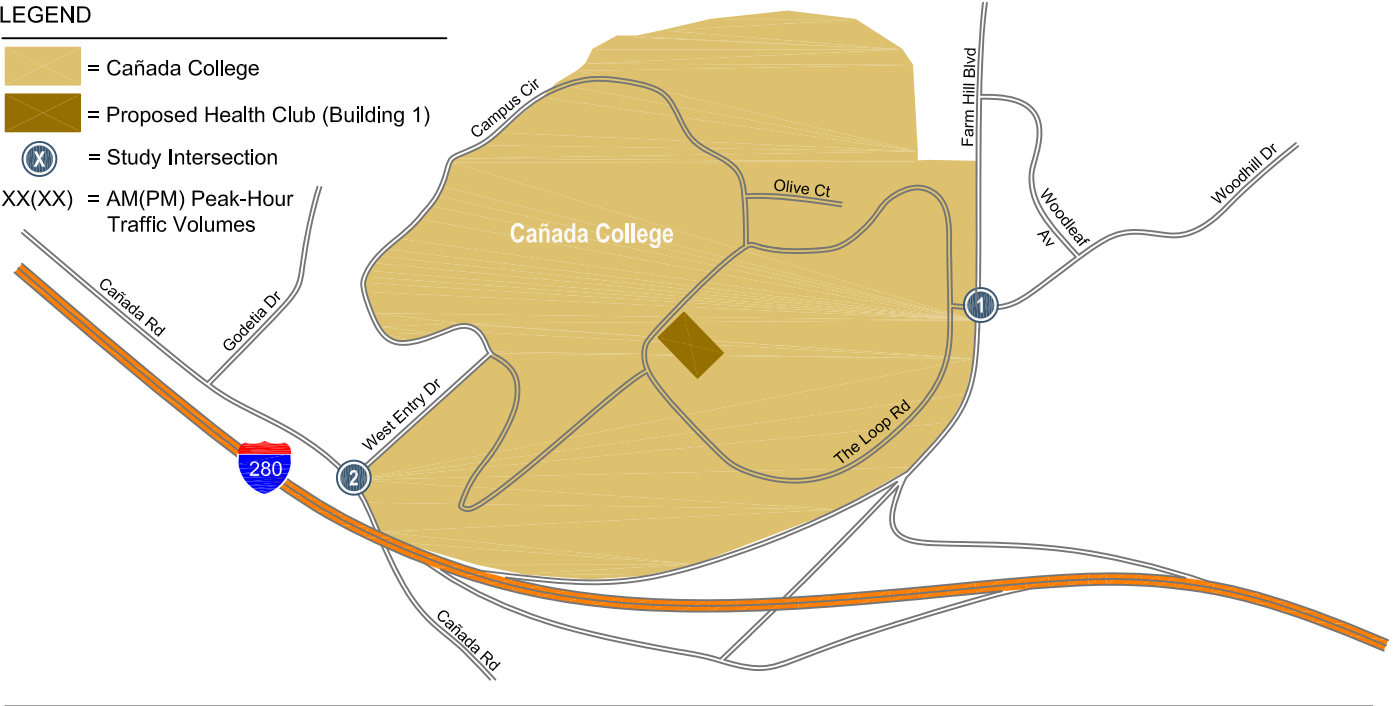 LEGEND
= Cañada College
= Proposed Health Club (Building 1)
X
= Study Intersection
XX(XX) = AM(PM) Peak-Hour
Traffic Volumes
Campus Cir
Farm Hill Blvd
Olive Ct
Woodleaf
Av
Woodhill Dr
Cañada College
Cañada Rd
Godetia Dr
1
West Entry Dr
The Loop Rd
280
2
Cañada Rd